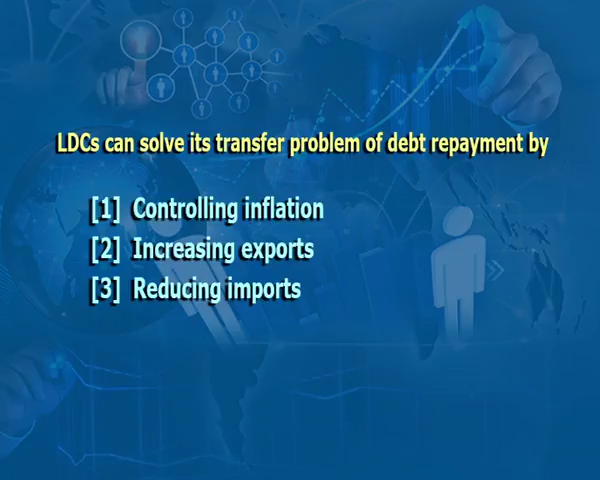 LDCs can solve its transfer problem of debt repayment by
[1] Controlling inflation
[2] Increasing exports
[3] Reducing imports